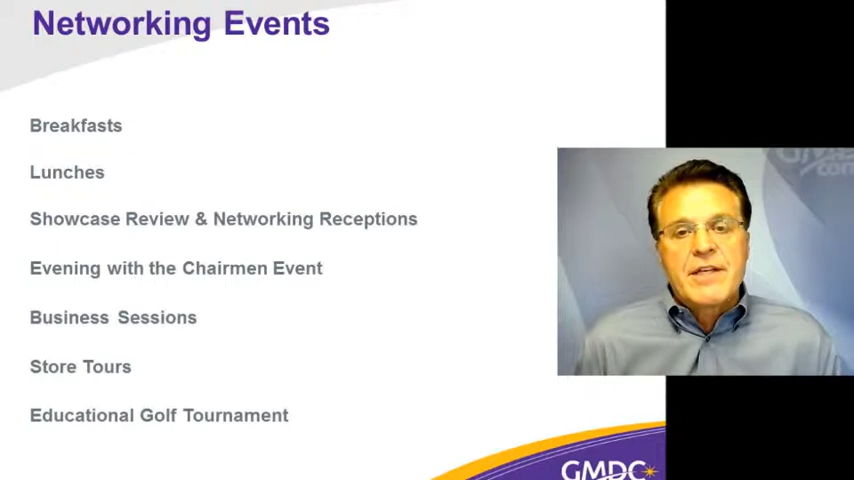 Networking Events
Breakfasts
Lunches
Showcase Review & Networking Receptions
Evening with the Chairmen Event
Business Sessions
Store Tours
Educational Golf Tournament
GMDC